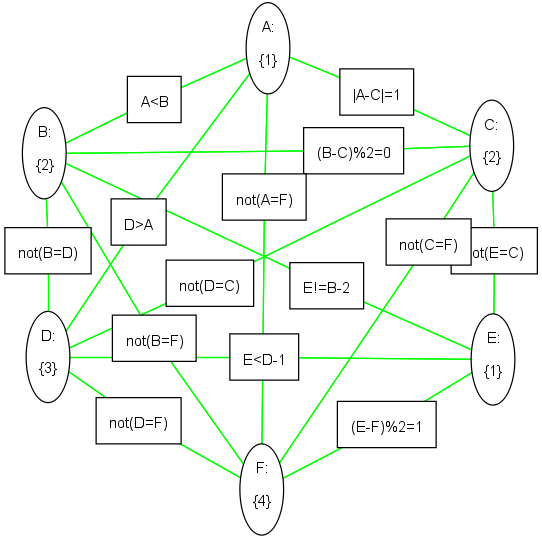 A:
{1}
A<B
|A-C|=1
B:
{2}
C:
{2}
(B-C)%2=0
not(A=F)
D>A
not(B=D)
not(C=F)
ot(E=C)
not(D=C)
E!=B-2
D:
{3}
not(B=F)
E<D-1
E:
{1}
not(D=F)
(E-F)%2=1
F:
{4}